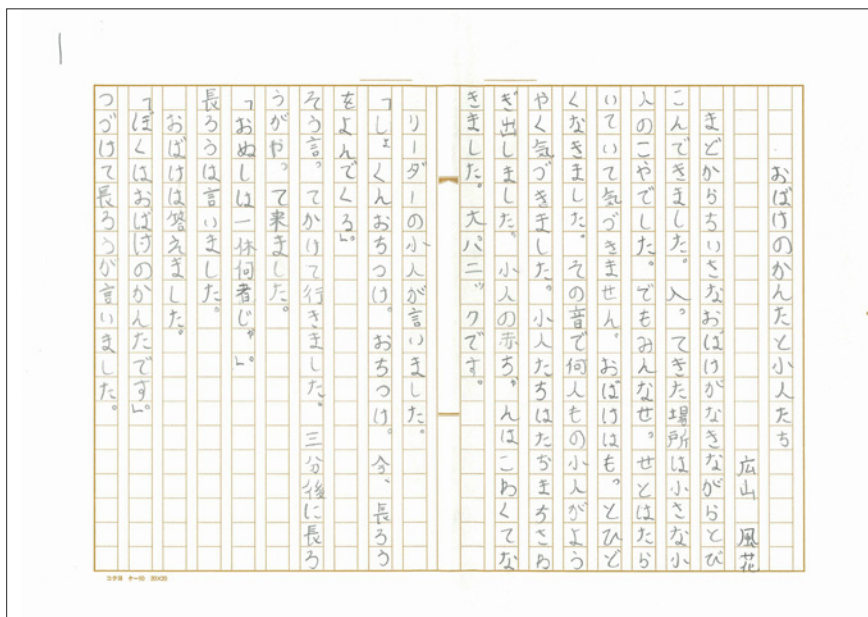 1
おばけのかんたと小人たち
広山 風花
まどからちいさなおばけがなきながらとび
こんできました。入ってきた場所は小さな小
人のこやでした。でもみんなせっせとはたら
いていて気づきません。おばけはもっとひど
くなきました。その音で何人もの小人がよう
やく気づきました。小人たちはたちまちさわ
ぎ出しました。小人の赤ちゃんはこわくてな
きました。大パニックです。
リーダーの小人が言いました。
「しょくんおちつけ。おちつけ。今、長ろう
をよんでくる」。
そう言ってかけて行きました。三分後に長ろ
うがやって来ました。
「おぬしは一体何者じゃ」。
長ろうは言いました。
おばけは答えました。
「ぼくはおばけのかんたです」。
つづけて長ろうが言いました。
コクヨ ケ-10 20×20